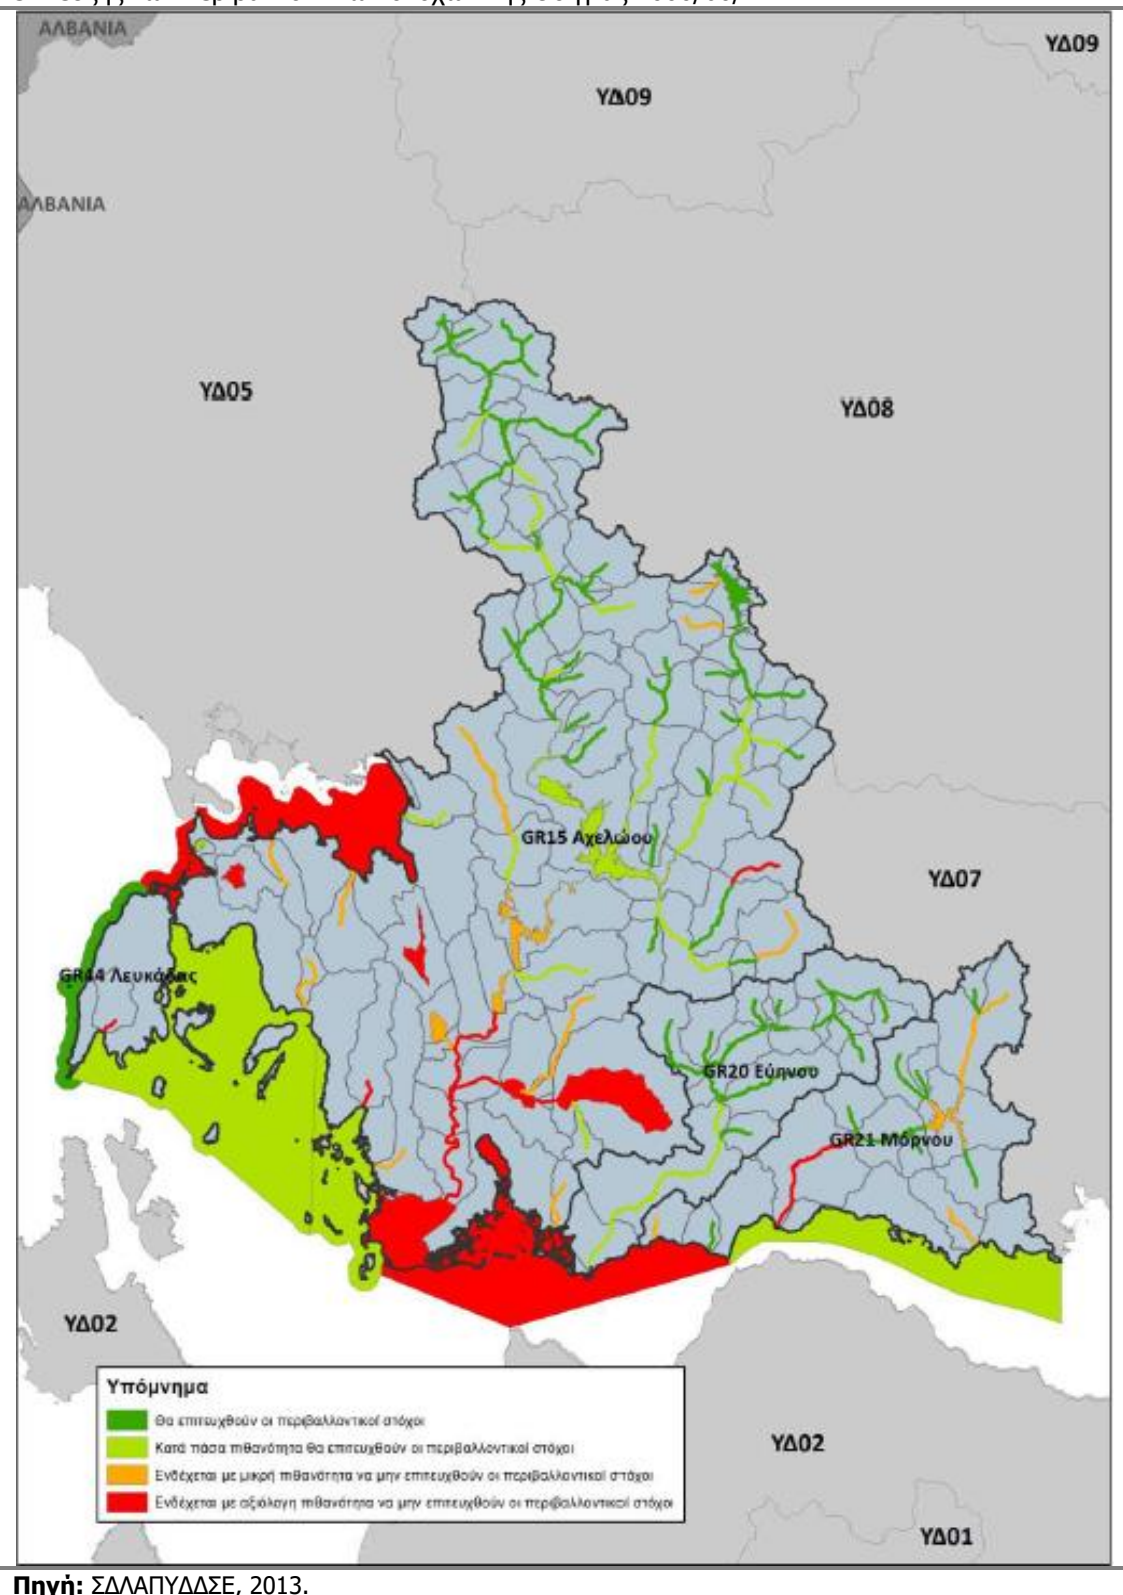 ΑΛΒΑΝΙΑ
ΥΔ09
ΥΔ09
ΑΛΒΑΝΙΑ
ΥΔ05
ΥΔ08
GR15 Αχελώου
ΥΔ07
GR44 Λευκάδας
GR20 Εύηνου
GR21 Μόρνου
ΥΔ02
Υπόμνημα
Θα επιτευχθούν οι περιβαλλοντικοί στόχοι
Κατά πάσα πιθανότητα θα επιτευχθούν οι περιβαλλοντικοί στόχοι
Ενδέχεται με μικρή πιθανότητα να μην επιτευχθούν οι περιβαλλοντικοί στόχοι
Ενδέχεται με αξιόλογη πιθανότητα να μην επιτευχθούν οι περιβαλλοντικοί στόχοι
ΥΔ02
ΥΔ01
Πηγή: ΣΔΛΑΠΥΔΔΣΕ, 2013.